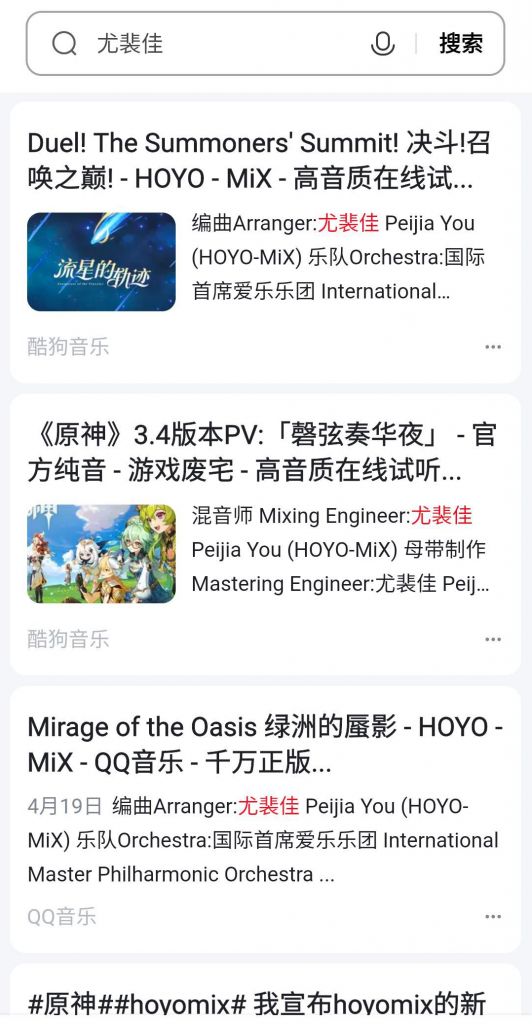 尤裴佳
搜索
Duel! The Summoners' Summit! 决斗!召
唤之巅! - HOYO - MiX - 高音质在线试...
流星的轨迹
编曲Arranger:尤裴佳 Peijia You
(HOYO-MiX) 乐队Orchestra:国际
首席爱乐乐团 International...
酷狗音乐
《原神》3.4版本PV:「磬弦奏华夜」 - 官
方纯音 - 游戏废宅 - 高音质在线试听...
混音师 Mixing Engineer:尤裴佳
Peijia You (HOYO-MiX) 母带制作
Mastering Engineer:尤裴佳 Peij...
酷狗音乐
Mirage of the Oasis 绿洲的蜃影 - HOYO -
MiX - QQ音乐 - 千万正版...
4月19日 编曲Arranger:尤裴佳 Peijia You (HOYO-
MiX) 乐队Orchestra:国际首席爱乐乐团 International
Master Philharmonic Orchestra ...
QQ音乐
#原神##hoyomix# 我宣布hoyomix的新